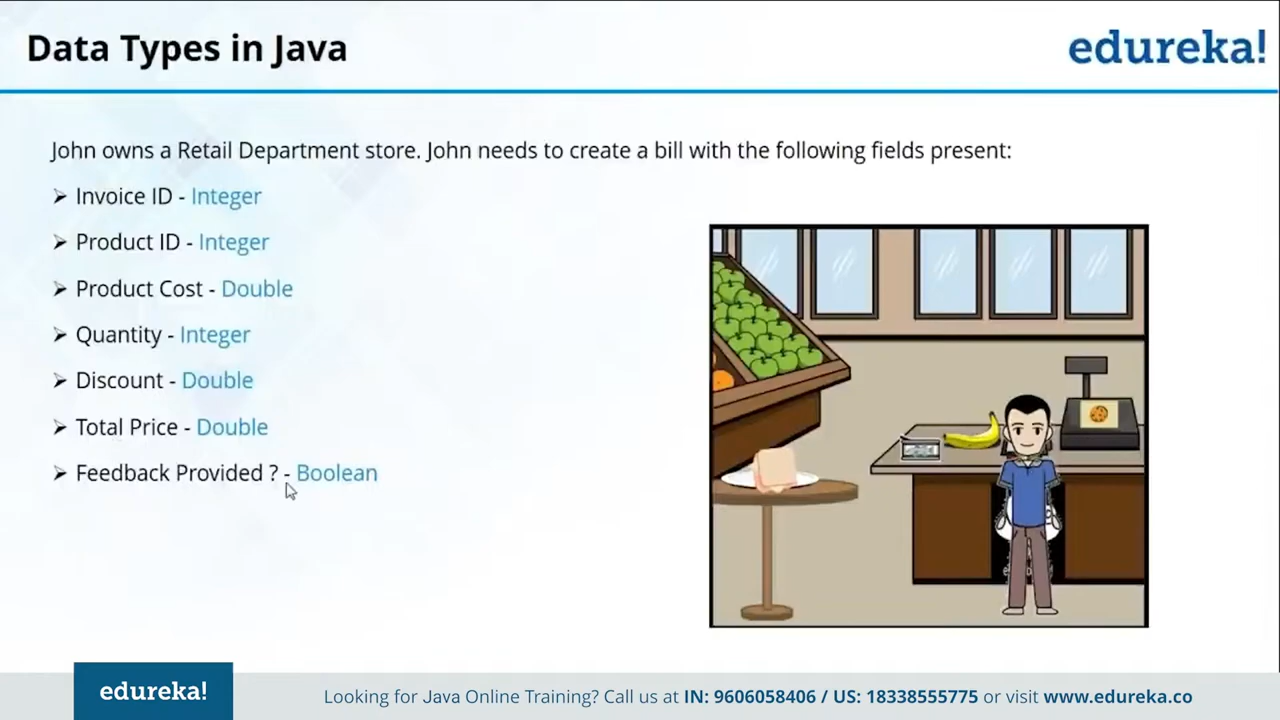 Data Types in Java
edureka!
John owns a Retail Department store. John needs to create a bill with the following fields present:
➢ Invoice ID - Integer
➢ Product ID - Integer
➢ Product Cost - Double
➢ Quantity - Integer
➢ Discount - Double
➢ Total Price - Double
➢ Feedback Provided ? - Boolean
edureka!
Looking for Java Online Training? Call us at IN: 9606058406 / US: 18338555775 or visit www.edureka.co